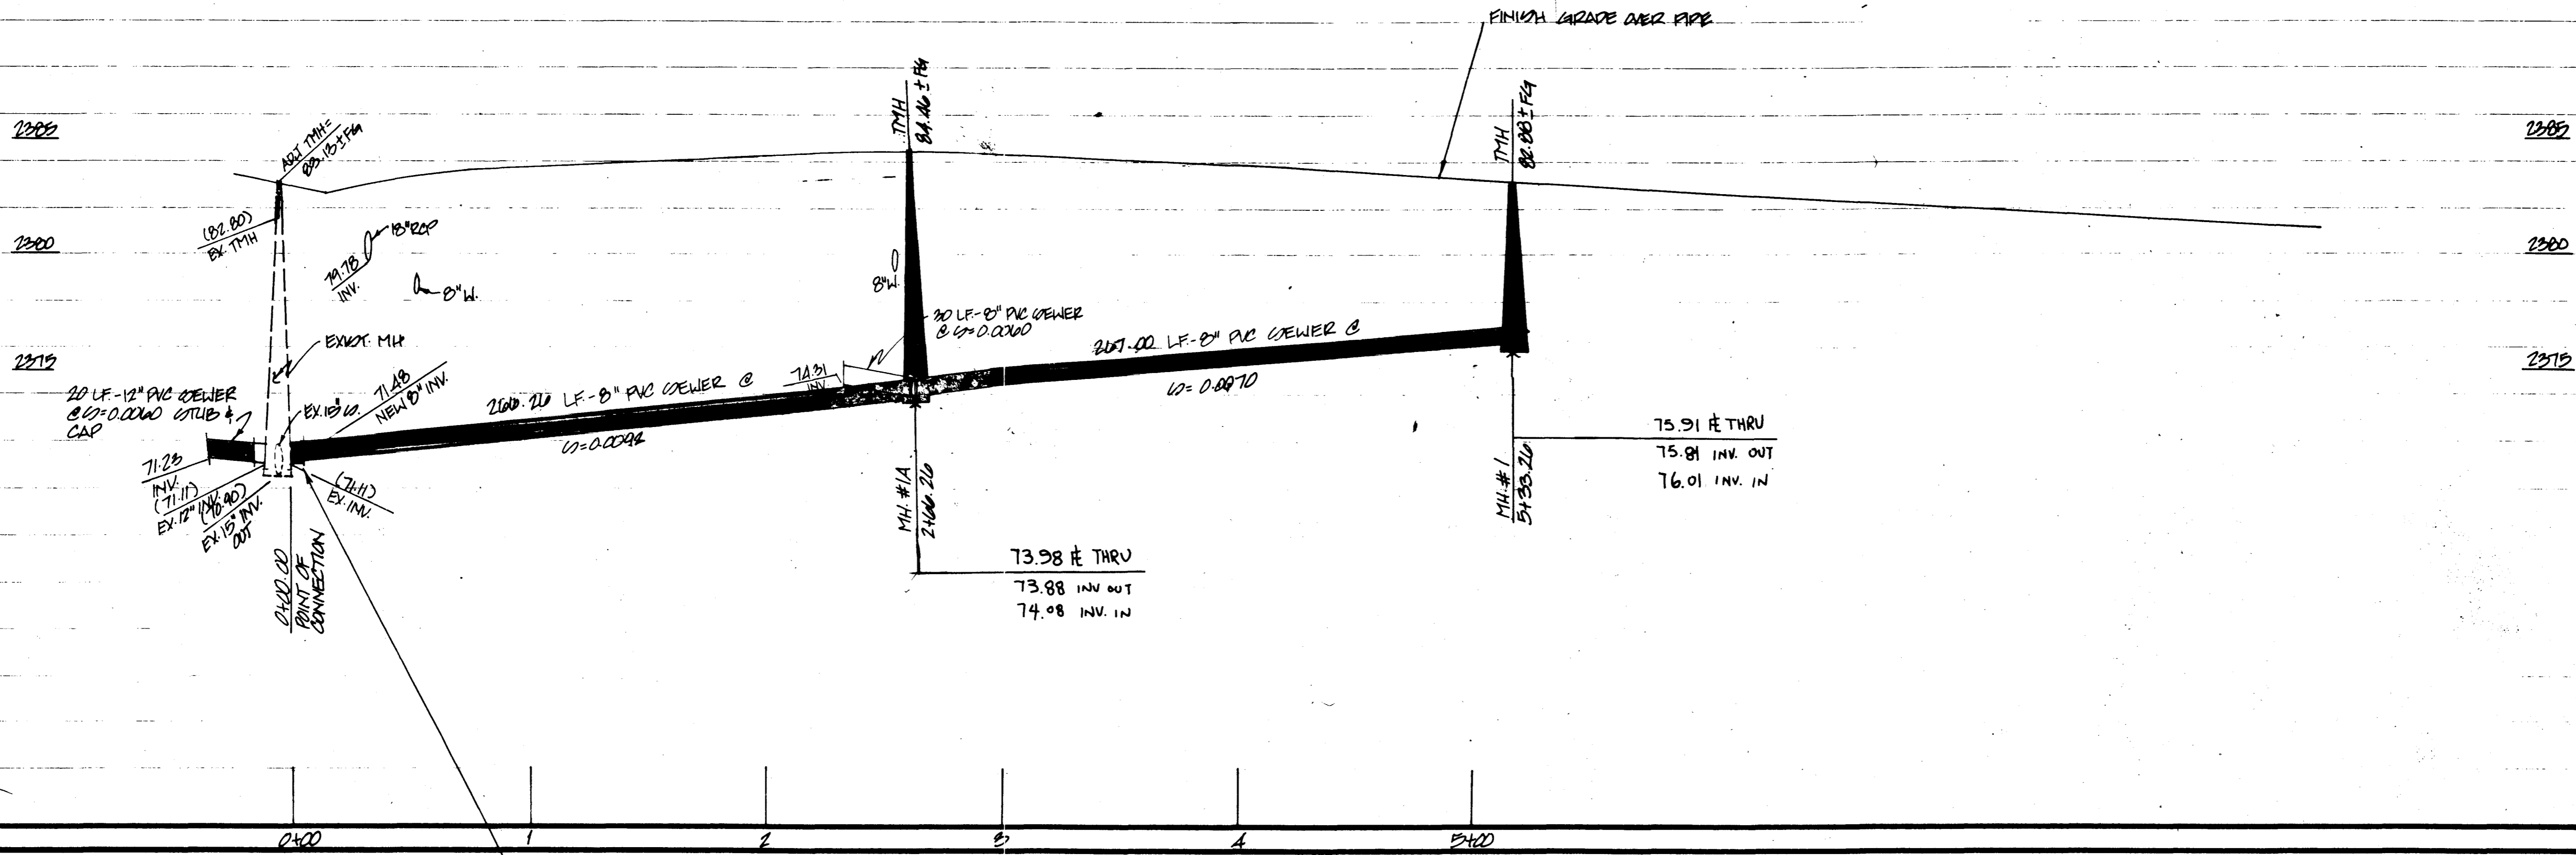 FINISH GRADE OVER PIPE
2385
2385
ADJ. TMH=
83.13±FG
TMH
84.46±FG
TMH
82.88±FG
(82.80)
EX. TMH
18" RCP
79.78
INV.
8" W.
8" W.
2380
2380
30 LF.-8" PVC SEWER
@ S=0.0060
EXIST. MH
267.00 LF.-8" PVC SEWER @
S=0.0070
2375
2375
74.31
INV.
20 LF.-12" PVC SEWER
@ S=0.0060 STUB &
CAP
EX. 15" S.
71.48
NEW 8" INV.
266.26 LF.-8" PVC SEWER @
71.23
INV.
(71.11)
EX. 12" INV.
(70.90)
EX. 15" INV.
OUT
(71.11)
EX. INV.
0+00.00
POINT OF
CONNECTION
MH. #1A
2+66.26
73.98 ⅊ THRU
73.88 INV OUT
74.08 INV. IN
MH. #1
5+33.26
75.91 ⅊ THRU
75.81 INV. OUT
76.01 INV. IN
0+00
1
2
3
4
5+00